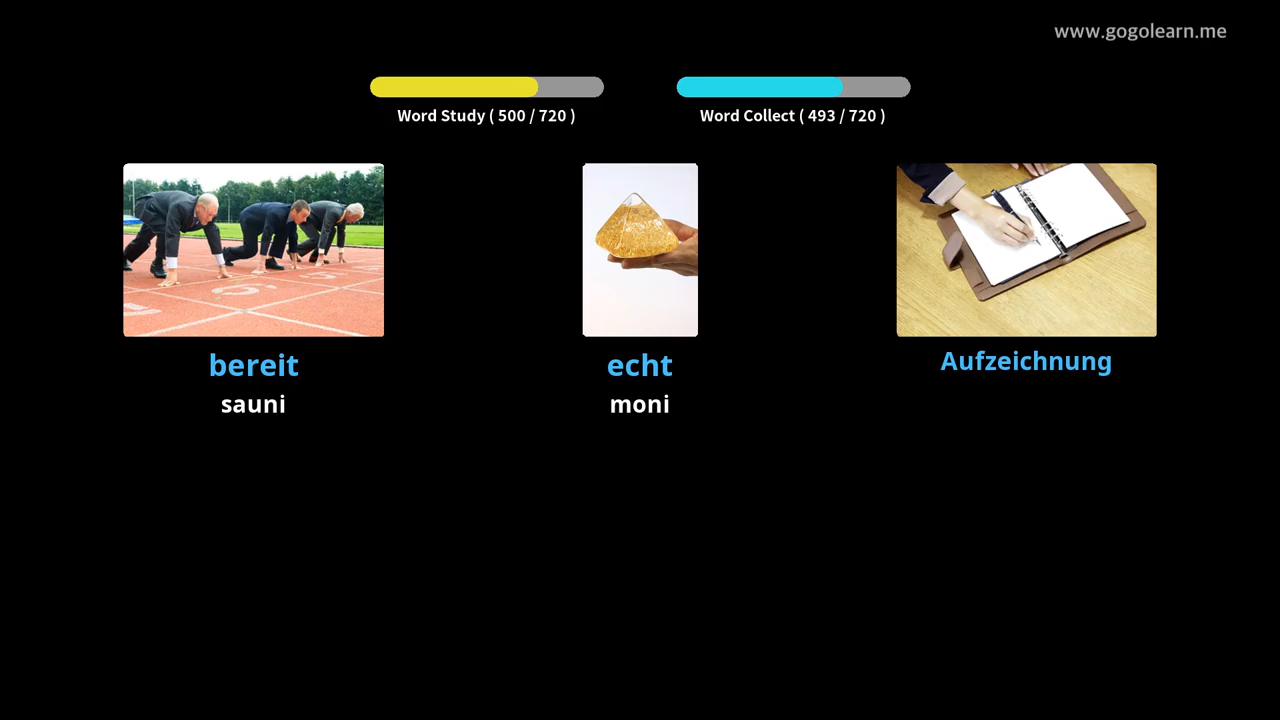 www.gogolearn.me
Word Study ( 500 / 720 )
Word Collect ( 493 / 720 )
bereit
sauni
echt
moni
Aufzeichnung